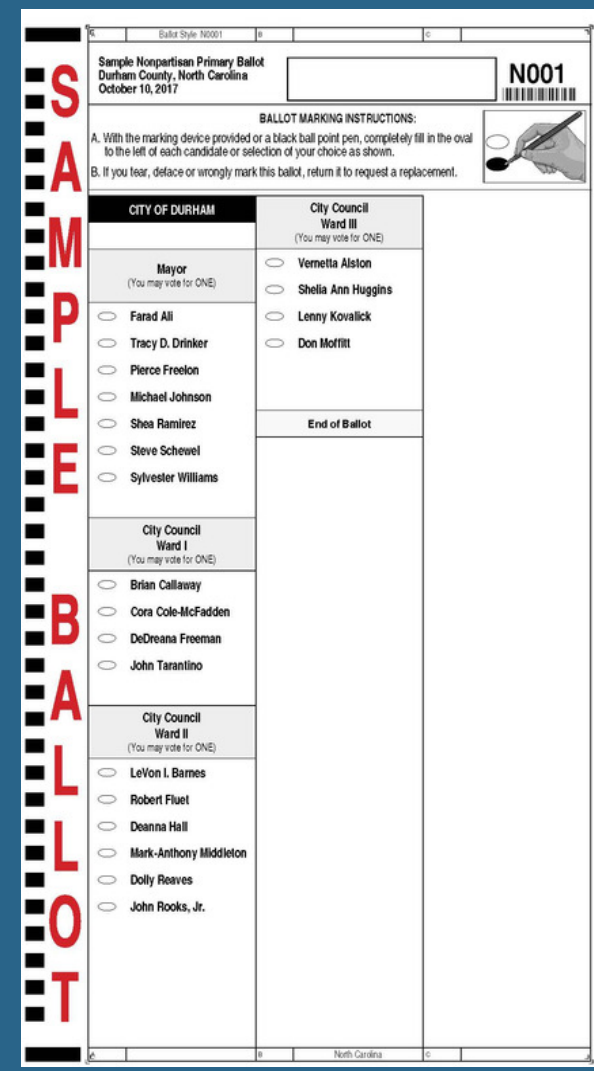 SAMPLE BALLOT
Ballot Style N0001
B
C
Sample Nonpartisan Primary Ballot
Durham County, North Carolina
October 10, 2017
N001
BALLOT MARKING INSTRUCTIONS:
A. With the marking device provided or a black ball point pen, completely fill in the oval
to the left of each candidate or selection of your choice as shown.
B. If you tear, deface or wrongly mark this ballot, return it to request a replacement.
CITY OF DURHAM
Mayor
(You may vote for ONE)
Farad Ali
Tracy D. Drinker
Pierce Freelon
Michael Johnson
Shea Ramirez
Steve Schewel
Sylvester Williams
City Council
Ward I
(You may vote for ONE)
Brian Callaway
Cora Cole-McFadden
DeDreana Freeman
John Tarantino
City Council
Ward II
(You may vote for ONE)
LeVon I. Barnes
Robert Fluet
Deanna Hall
Mark-Anthony Middleton
Dolly Reaves
John Rooks, Jr.
City Council
Ward III
(You may vote for ONE)
Vernetta Alston
Shelia Ann Huggins
Lenny Kovalick
Don Moffitt
End of Ballot
B
North Carolina
C